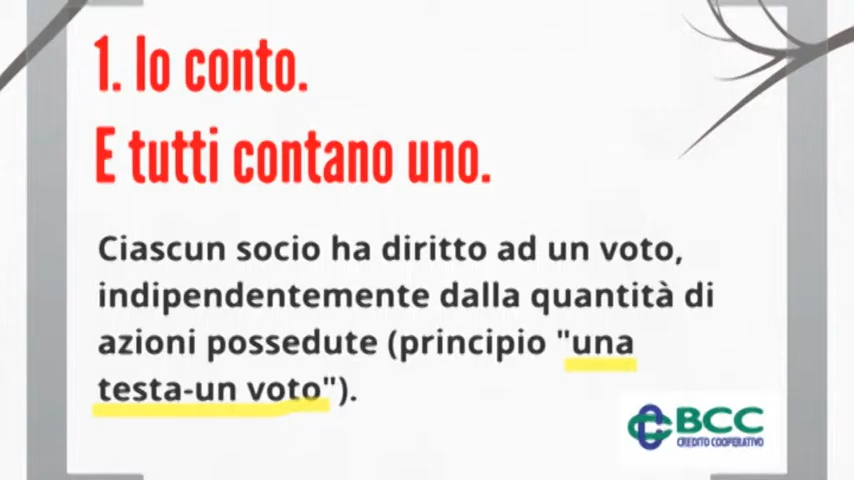 1. Io conto.
E tutti contano uno.
Ciascun socio ha diritto ad un voto,
indipendentemente dalla quantità di
azioni possedute (principio "una
testa-un voto").
BCC
CREDITO COOPERATIVO